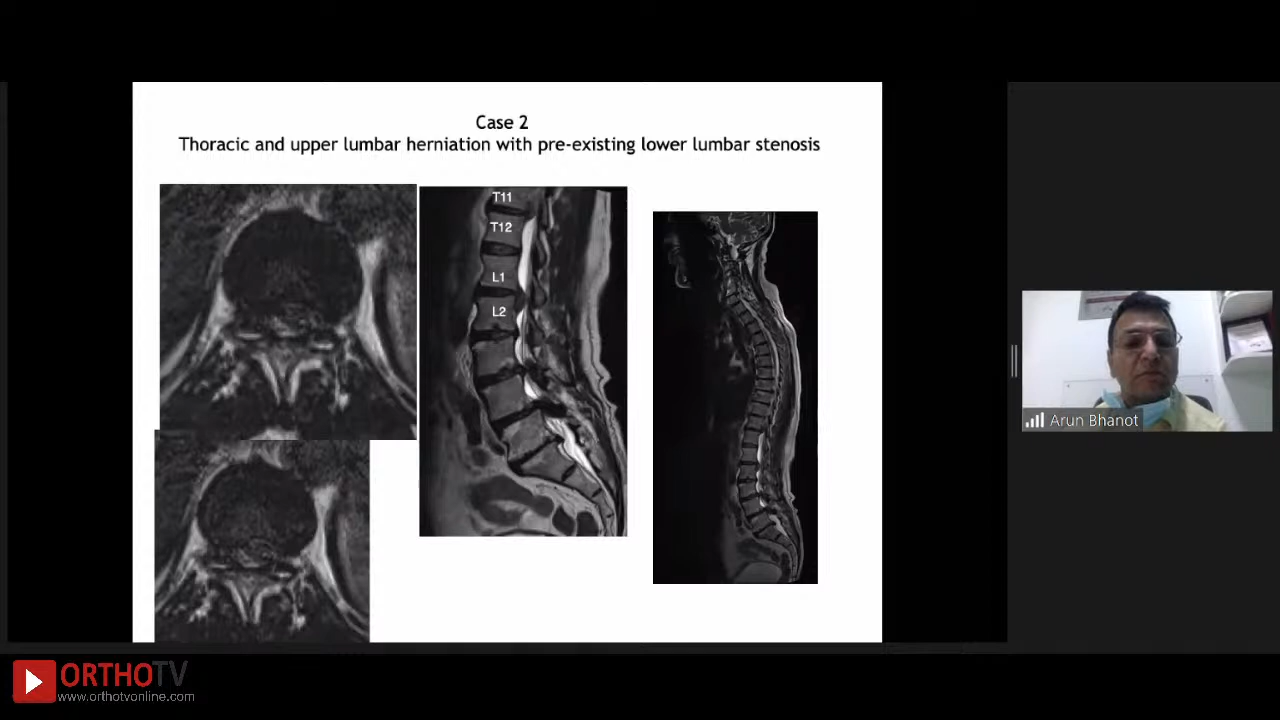 Case 2
Thoracic and upper lumbar herniation with pre-existing lower lumbar stenosis
T11
T12
L1
L2
Arun Bhanot
ORTHOTV
www.orthotvonline.com